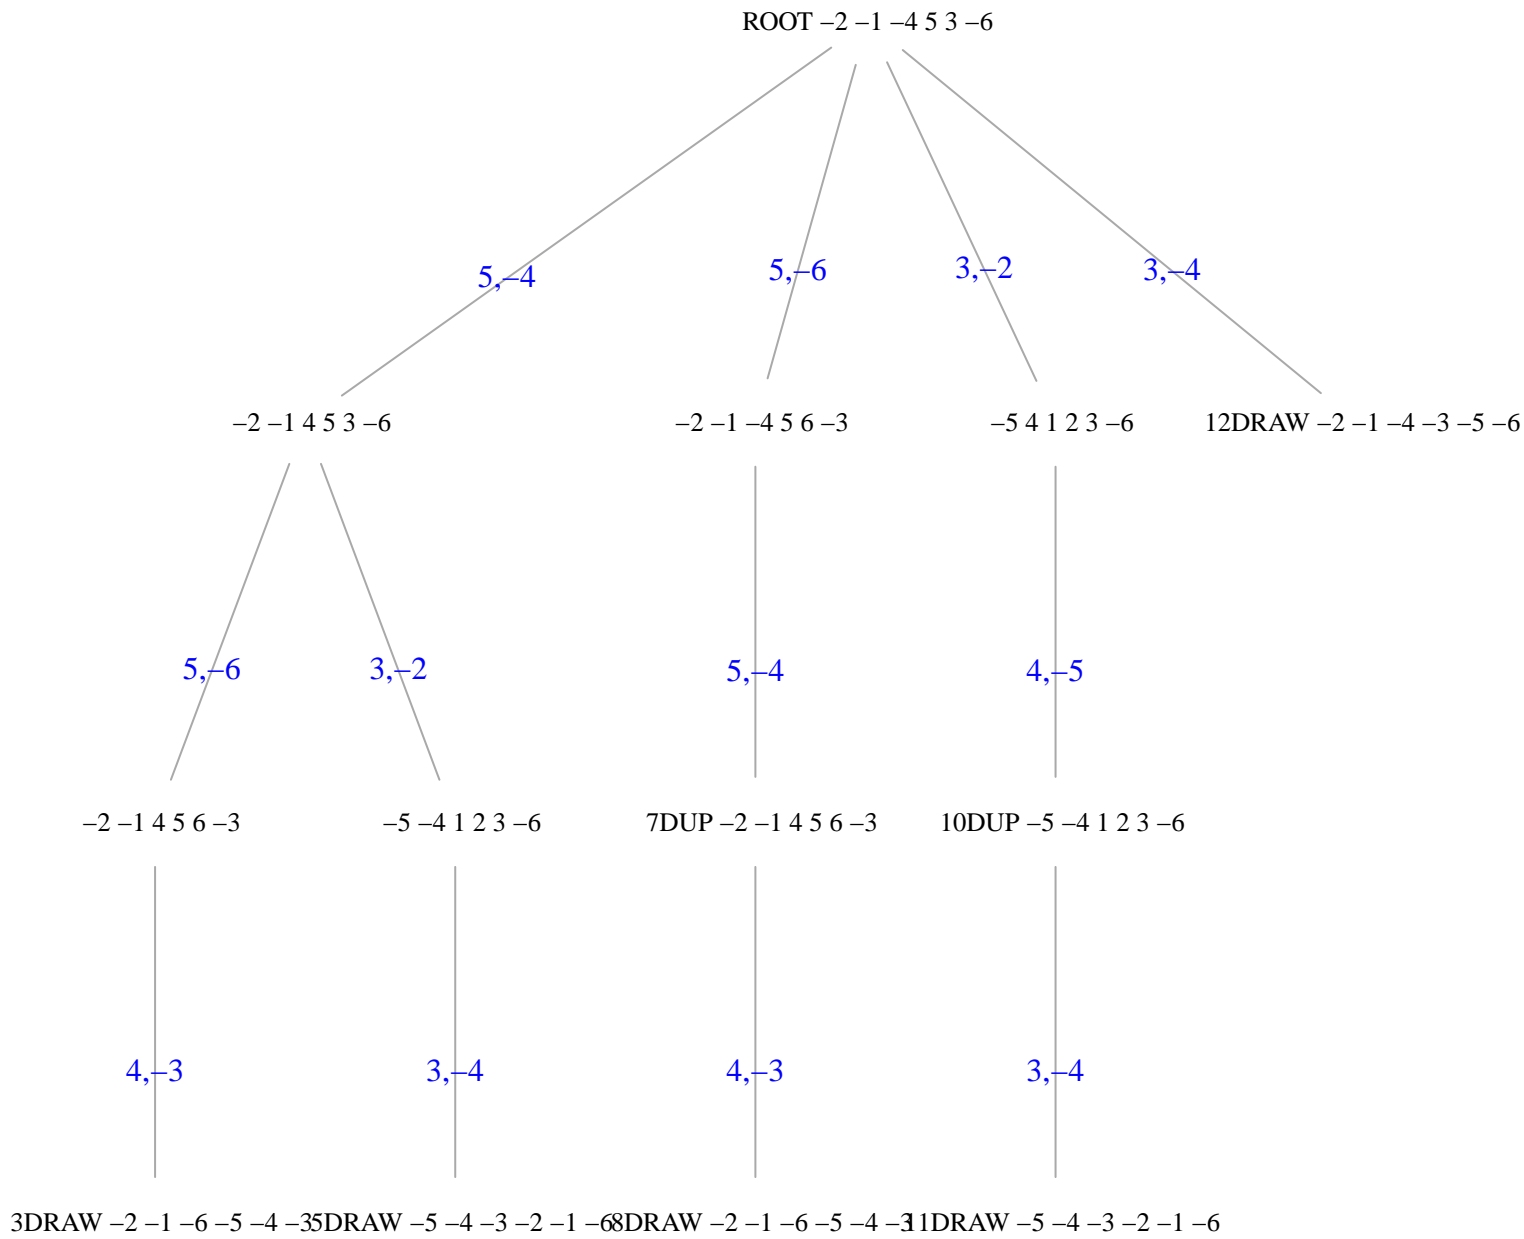 ROOT –2 –1 –4 5 3 –6
5,–4
5,–6
3,–2
3,–4
–2 –1 4 5 3 –6
–2 –1 –4 5 6 –3
–5 4 1 2 3 –6
12DRAW –2 –1 –4 –3 –5 –6
5,–6
3,–2
5,–4
4,–5
–2 –1 4 5 6 –3
–5 –4 1 2 3 –6
7DUP –2 –1 4 5 6 –3
10DUP –5 –4 1 2 3 –6
4,–3
3,–4
4,–3
3,–4
3DRAW –2 –1 –6 –5 –4 –3
5DRAW –5 –4 –3 –2 –1 –6
8DRAW –2 –1 –6 –5 –4 –3
11DRAW –5 –4 –3 –2 –1 –6